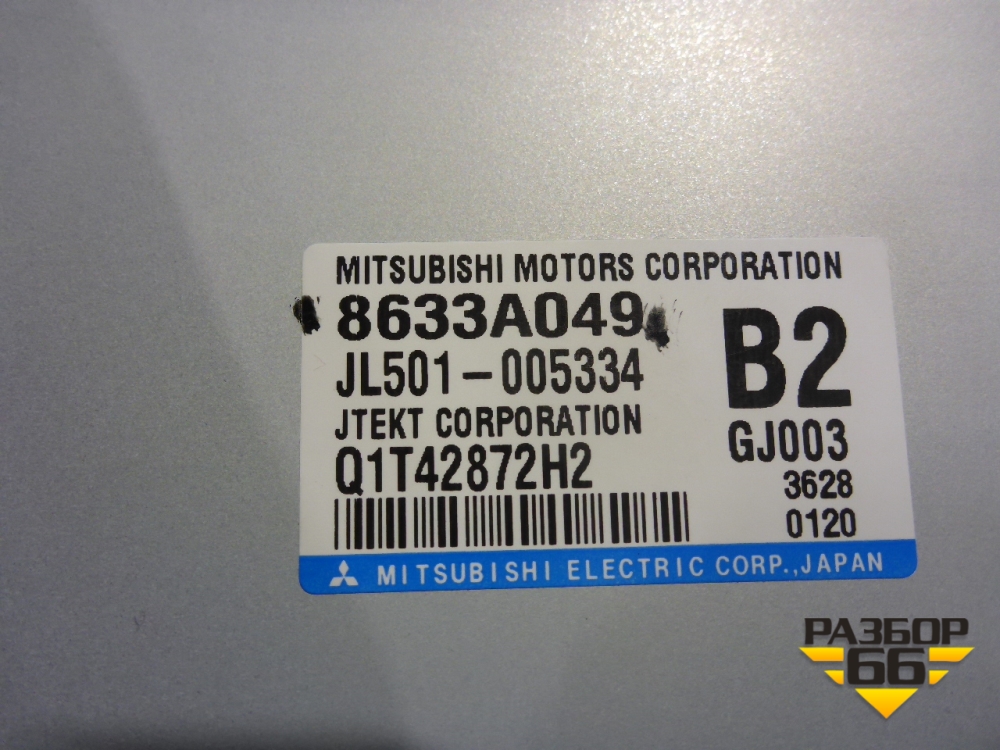 MITSUBISHI MOTORS CORPORATION
8633A049
JL501-005334
JTEKT CORPORATION
Q1T42872H2
B2
GJ003
3628
0120
MITSUBISHI ELECTRIC CORP.,JAPAN
РАЗБОР
66